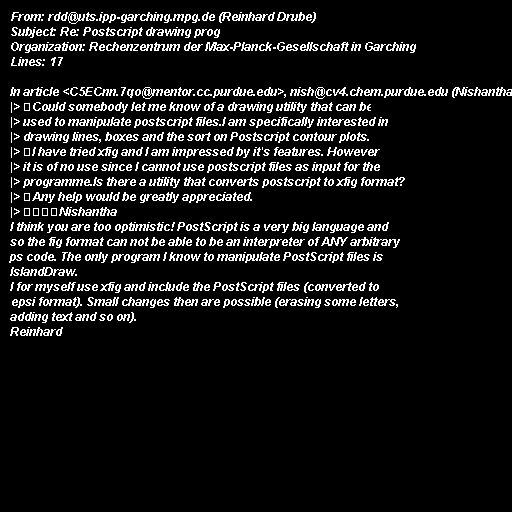 From: rdd@uts.ipp-garching.mpg.de (Reinhard Drube)
Subject: Re: Postscript drawing prog
Organization: Rechenzentrum der Max-Planck-Gesellschaft in Garching
Lines: 17

In article <C5ECnn.7qo@mentor.cc.purdue.edu>, nish@cv4.chem.purdue.edu (Nishantha
|> Could somebody let me know of a drawing utility that can be
|> used to manipulate postscript files.I am specifically interested in
|> drawing lines, boxes and the sort on Postscript contour plots.
|> I have tried xfig and I am impressed by it's features. However
|> it is of no use since I cannot use postscript files as input for the
|> programme.Is there a utility that converts postscript to xfig format?
|> Any help would be greatly appreciated.
|> Nishantha
I think you are too optimistic! PostScript is a very big language and
so the fig format can not be able to be an interpreter of ANY arbitrary
ps code. The only program I know to manipulate PostScript files is
IslandDraw.
I for myself use xfig and include the PostScript files (converted to
epsi format). Small changes then are possible (erasing some letters,
adding text and so on).
Reinhard